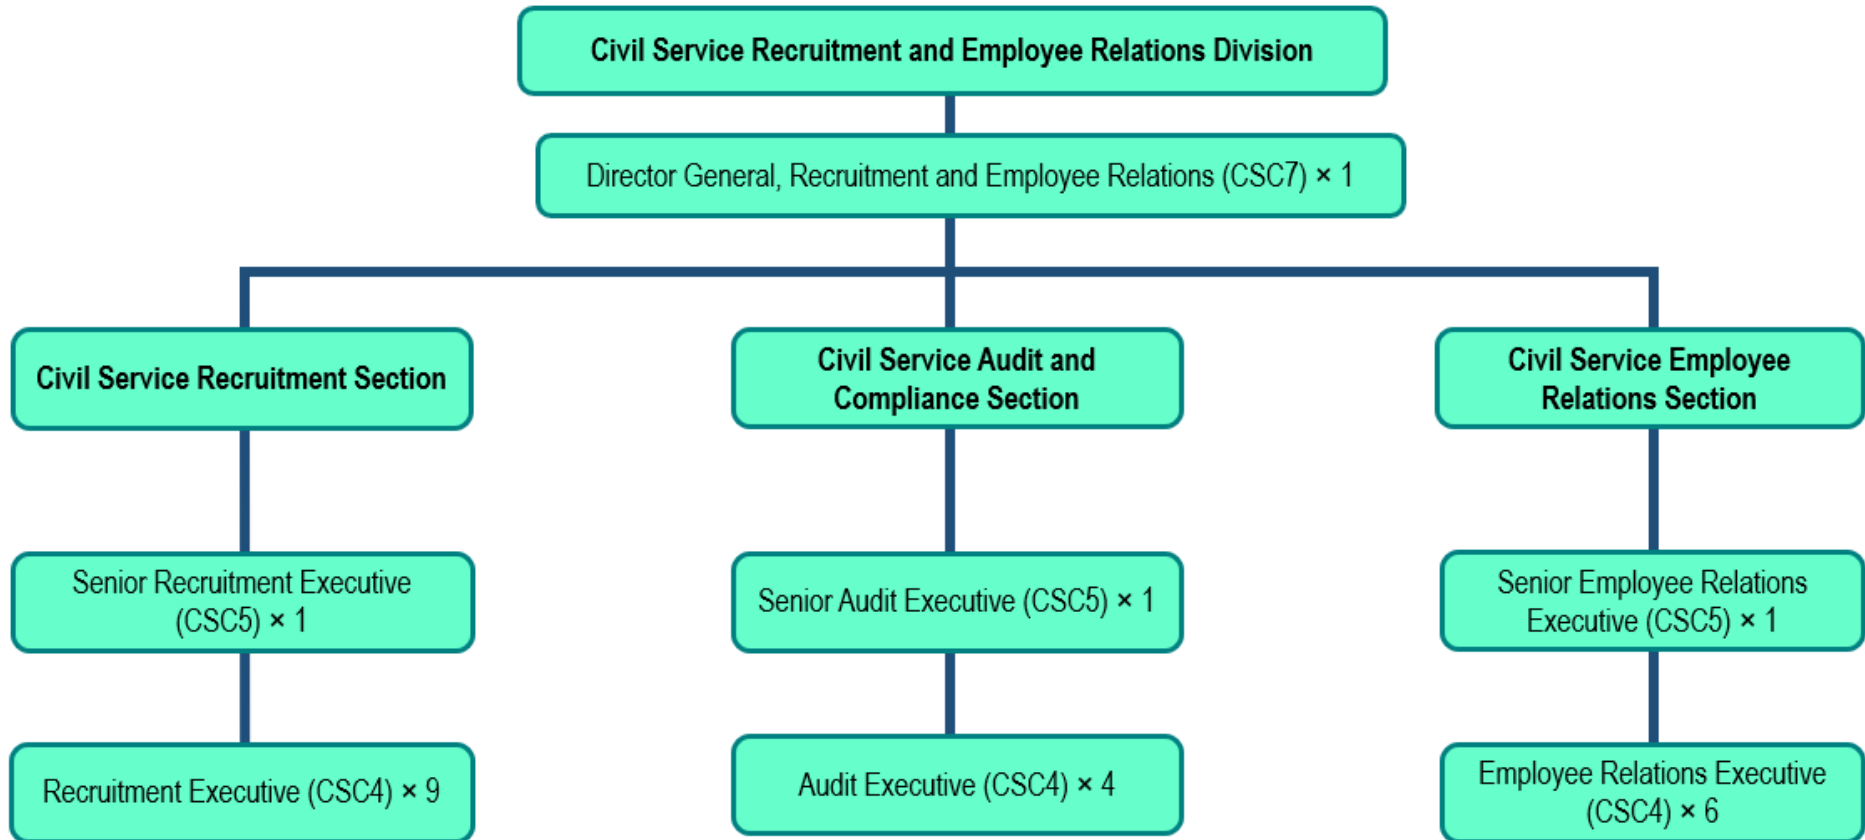 Civil Service Recruitment and Employee Relations Division
Director General, Recruitment and Employee Relations (CSC7) × 1
Civil Service Recruitment Section
Civil Service Audit and
Compliance Section
Civil Service Employee
Relations Section
Senior Recruitment Executive
(CSC5) × 1
Senior Audit Executive (CSC5) × 1
Senior Employee Relations
Executive (CSC5) × 1
Recruitment Executive (CSC4) × 9
Audit Executive (CSC4) × 4
Employee Relations Executive
(CSC4) × 6